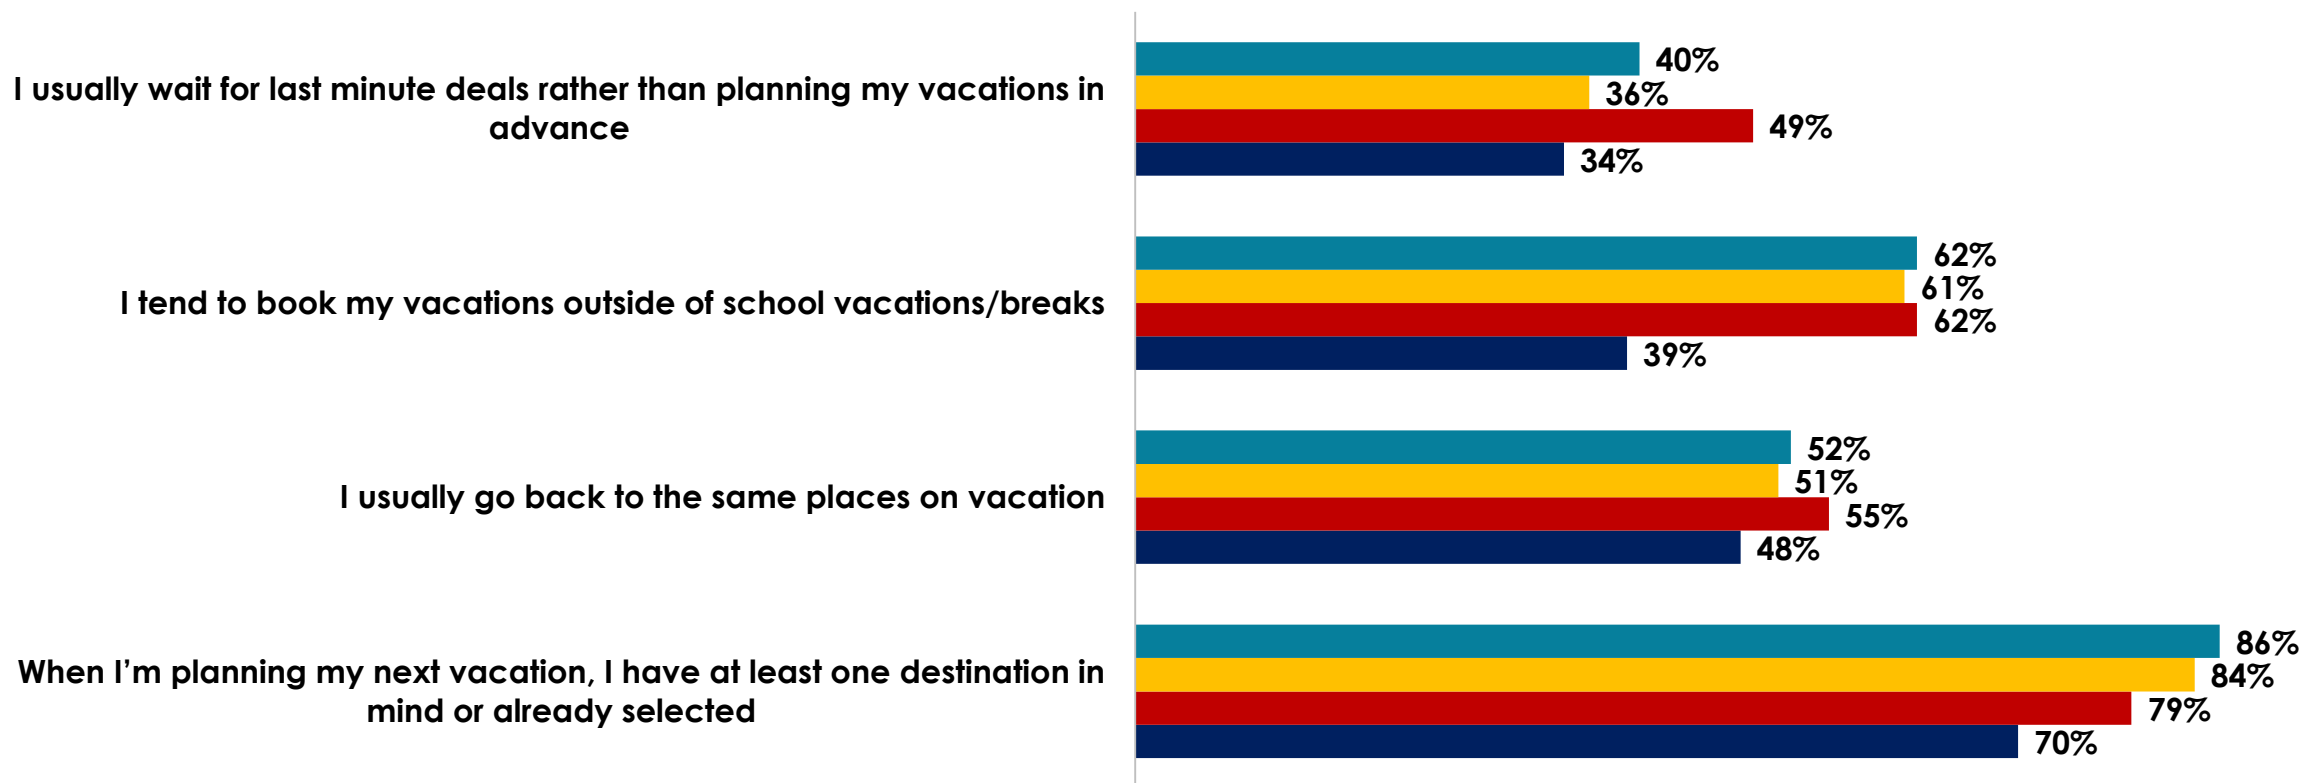 I usually wait for last minute deals rather than planning my vacations in
advance
40%
36%
49%
34%
I tend to book my vacations outside of school vacations/breaks
62%
61%
62%
39%
I usually go back to the same places on vacation
52%
51%
55%
48%
When I’m planning my next vacation, I have at least one destination in
mind or already selected
86%
84%
79%
70%